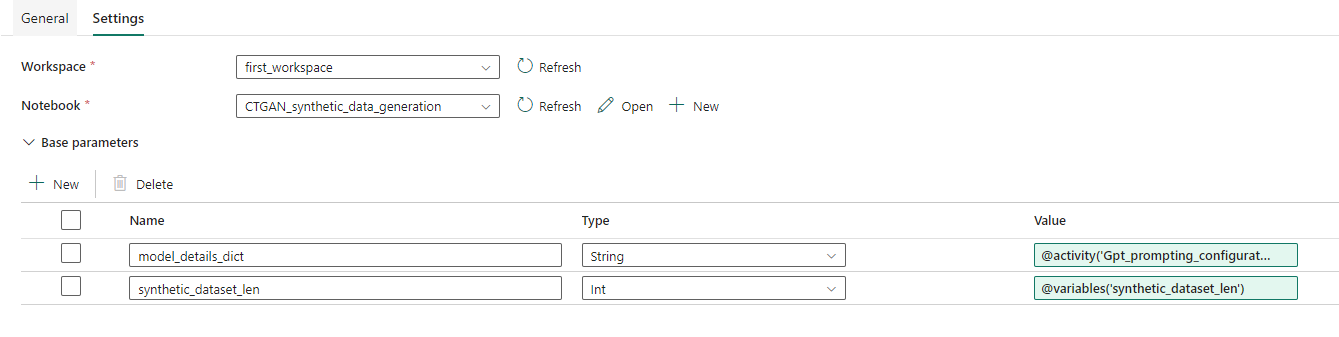 General Settings
Workspace * first_workspace Refresh
Notebook * CTGAN_synthetic_data_generation Refresh Open New
Base parameters
New Delete
Name Type Value
model_details_dict String @activity('Gpt_prompting_configurat...
synthetic_dataset_len Int @variables('synthetic_dataset_len')